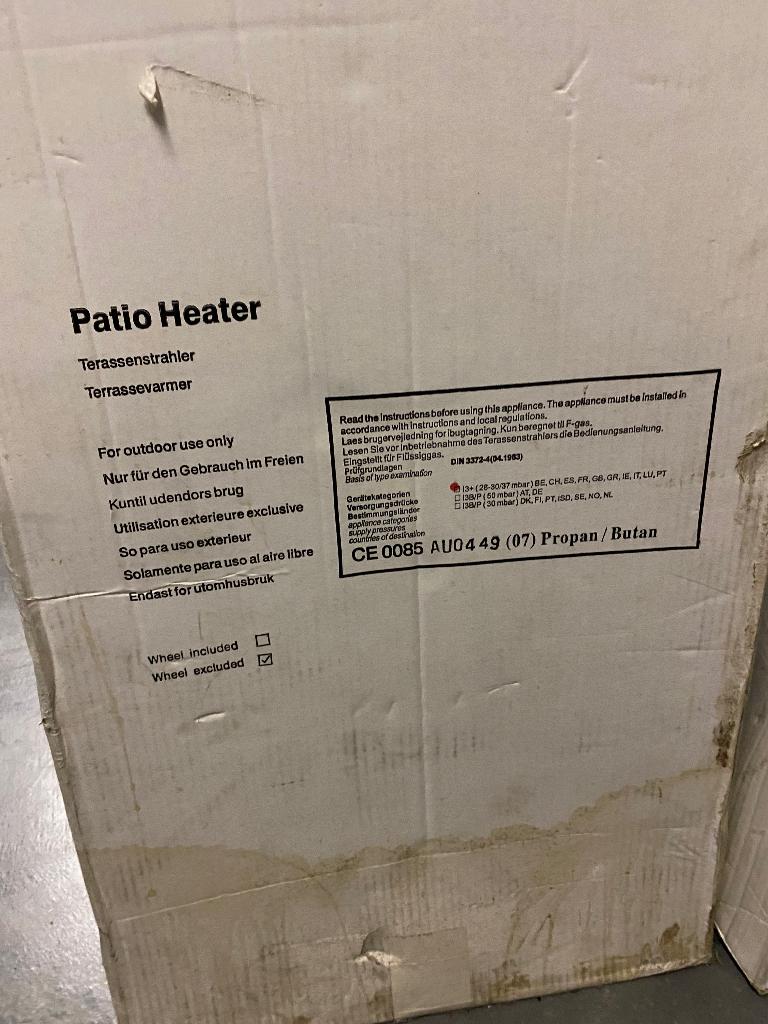 Patio Heater
Terassenstrahler
Terrassevarmer
For outdoor use only
Nur für den Gebrauch im Freien
Kuntil udendors brug
Utilisation exterieure exclusive
So para uso exterieur
Solamente para uso al aire libre
Endast for utomhusbruk
Wheel included ☐
Wheel excluded ☑
Read the instructions before using this appliance. The appliance must be installed in
accordance with instructions and local regulations.
Laes brugervejledning for ibugtagning. Kun beregnet til F-gas.
Lesen Sie vor inbetriebnahme des Terassenstrahlers die Bedienungsanleitung.
Eingstellt für Flüssiggas.
Prüfgrundlagen
Basis of type examination
DIN 3372-4(04.1983)
Gerätekategorien
Versorgungsdrücke
Bestimmungsländer
appliance categories
supply pressures
countries of destination
I3+ (28-30/37 mbar) BE, CH, ES, FR, GB, GR, IE, IT, LU, PT
☐ I3B/P (50 mbar) AT, DE
☐ I3B/P (30 mbar) DK, FI, PT, ISD, SE, NO, NL
CE 0085 AU0449 (07) Propan / Butan